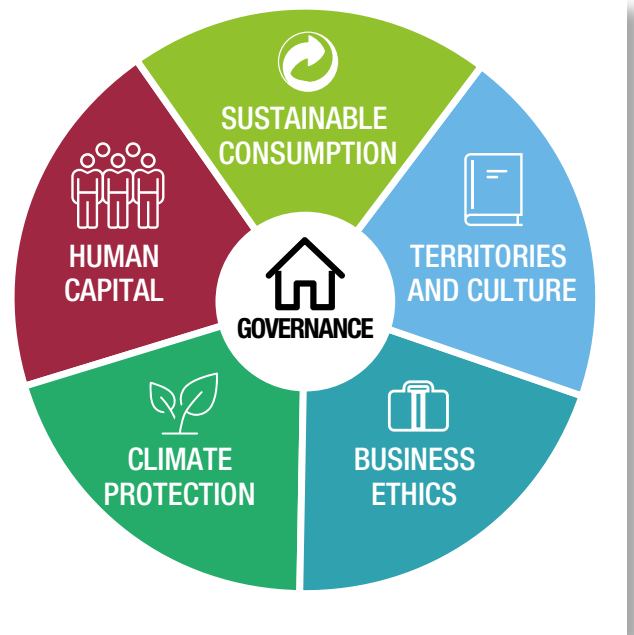 SUSTAINABLE
CONSUMPTION
HUMAN
CAPITAL
TERRITORIES
AND CULTURE
GOVERNANCE
CLIMATE
PROTECTION
BUSINESS
ETHICS